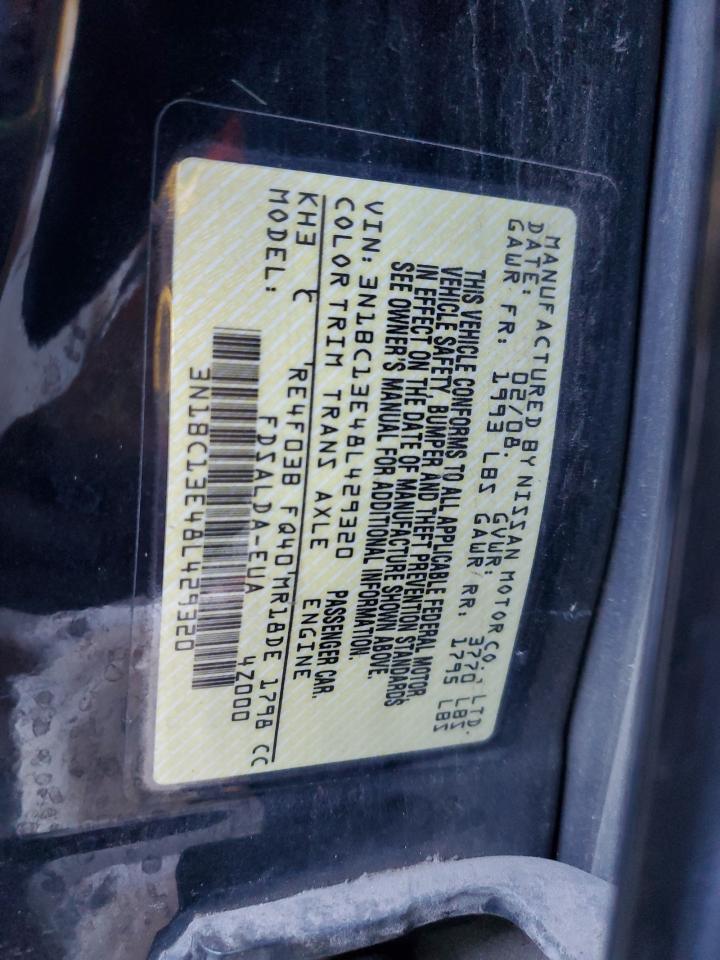 MANUFACTURED BY NISSAN MOTOR CO., LTD.
DATE: 02/08. GVWR: 3770 LBS
GAWR FR: 1993 LBS GAWR RR: 1795 LBS
THIS VEHICLE CONFORMS TO ALL APPLICABLE FEDERAL MOTOR
VEHICLE SAFETY, BUMPER AND THEFT PREVENTION STANDARDS
IN EFFECT ON THE DATE OF MANUFACTURE SHOWN ABOVE.
SEE OWNER'S MANUAL FOR ADDITIONAL INFORMATION.
VIN: 3N1BC13E48L429320 PASSENGER CAR.
COLOR TRIM TRANS AXLE ENGINE
KH3 C RE4F03B FQ40 MR18DE 1798 CC
MODEL: FDSALDA-EUA 4Z000
3N1BC13E48L429320